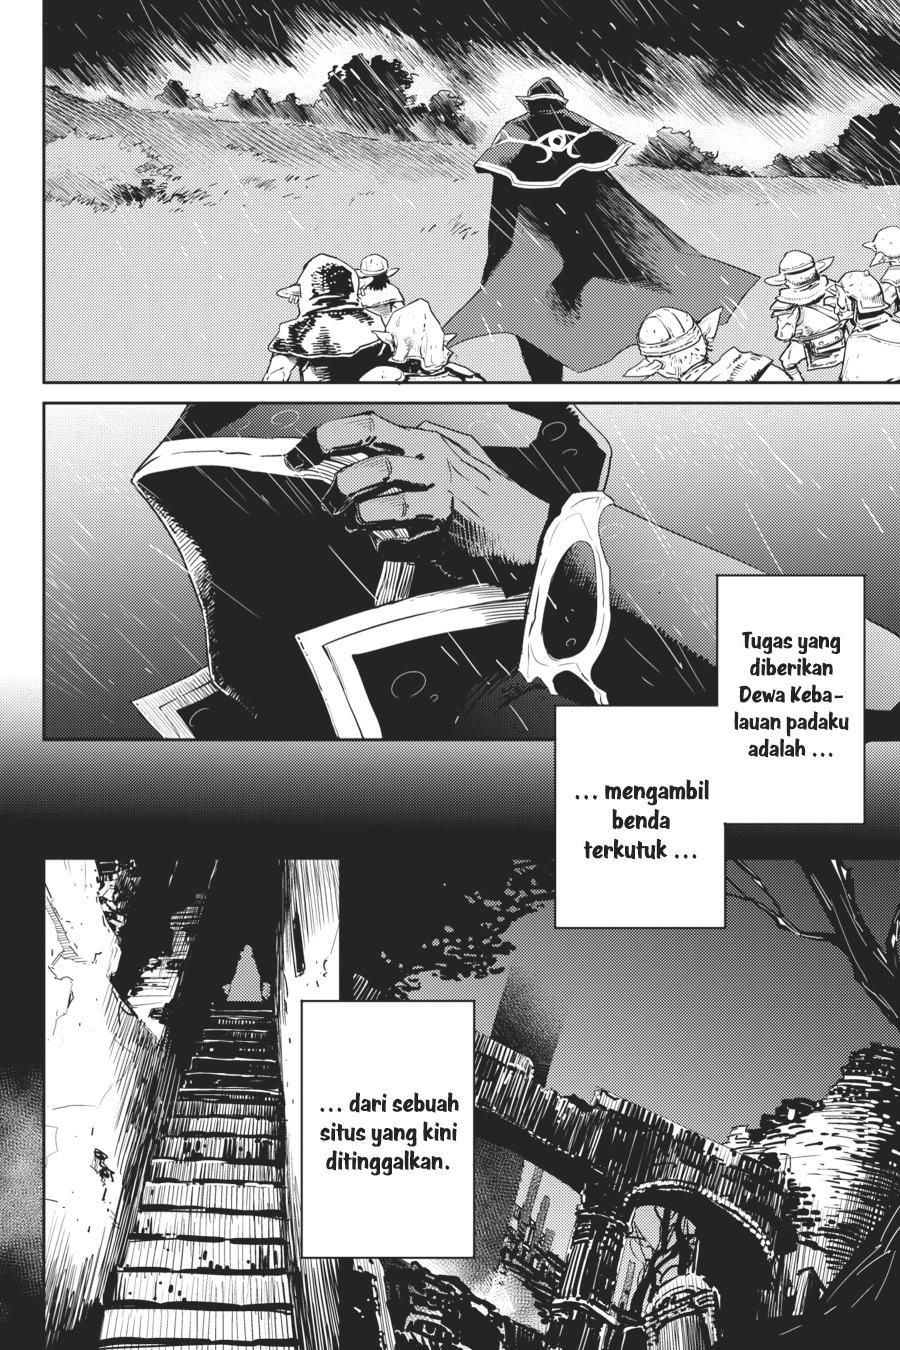 Tugas yang
diberikan
Dewa Keba-
lauan padaku
adalah ...
... mengambil
benda
terkutuk ...
... dari sebuah
situs yang kini
ditinggalkan.